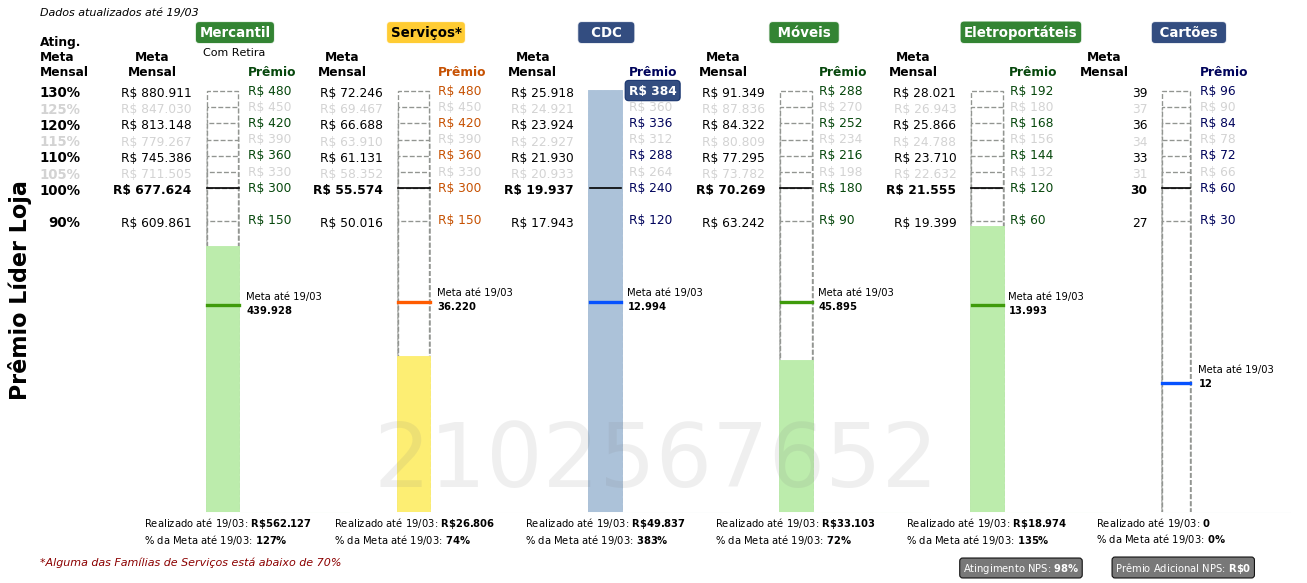 Dados atualizados até 19/03
Mercantil Serviços* CDC Móveis Eletroportáteis Cartões
Com Retira
Ating. Meta Mensal
Meta Mensal Prêmio Meta Mensal Prêmio Meta Mensal Prêmio Meta Mensal Prêmio Meta Mensal Prêmio Meta Mensal Prêmio
130% R$ 880.911 R$ 480 R$ 72.246 R$ 480 R$ 25.918 R$ 384 R$ 91.349 R$ 288 R$ 28.021 R$ 192 39 R$ 96
125% R$ 847.030 R$ 450 R$ 69.467 R$ 450 R$ 24.921 R$ 360 R$ 87.836 R$ 270 R$ 26.943 R$ 180 37 R$ 90
120% R$ 813.148 R$ 420 R$ 66.688 R$ 420 R$ 23.924 R$ 336 R$ 84.322 R$ 252 R$ 25.866 R$ 168 36 R$ 84
115% R$ 779.267 R$ 390 R$ 63.910 R$ 390 R$ 22.927 R$ 312 R$ 80.809 R$ 234 R$ 24.788 R$ 156 34 R$ 78
110% R$ 745.386 R$ 360 R$ 61.131 R$ 360 R$ 21.930 R$ 288 R$ 77.295 R$ 216 R$ 23.710 R$ 144 33 R$ 72
105% R$ 711.505 R$ 330 R$ 58.352 R$ 330 R$ 20.933 R$ 264 R$ 73.782 R$ 198 R$ 22.632 R$ 132 31 R$ 66
100% R$ 677.624 R$ 300 R$ 55.574 R$ 300 R$ 19.937 R$ 240 R$ 70.269 R$ 180 R$ 21.555 R$ 120 30 R$ 60
90% R$ 609.861 R$ 150 R$ 50.016 R$ 150 R$ 17.943 R$ 120 R$ 63.242 R$ 90 R$ 19.399 R$ 60 27 R$ 30
Prêmio Líder Loja
Meta até 19/03 Meta até 19/03 Meta até 19/03 Meta até 19/03 Meta até 19/03
439.928 36.220 12.994 45.895 13.993
Meta até 19/03
12
2102567652
Realizado até 19/03: R$562.127 Realizado até 19/03: R$26.806 Realizado até 19/03: R$49.837 Realizado até 19/03: R$33.103 Realizado até 19/03: R$18.974 Realizado até 19/03: 0
% da Meta até 19/03: 127% % da Meta até 19/03: 74% % da Meta até 19/03: 383% % da Meta até 19/03: 72% % da Meta até 19/03: 135% % da Meta até 19/03: 0%
*Alguma das Famílias de Serviços está abaixo de 70%
Atingimento NPS: 98% Prêmio Adicional NPS: R$0